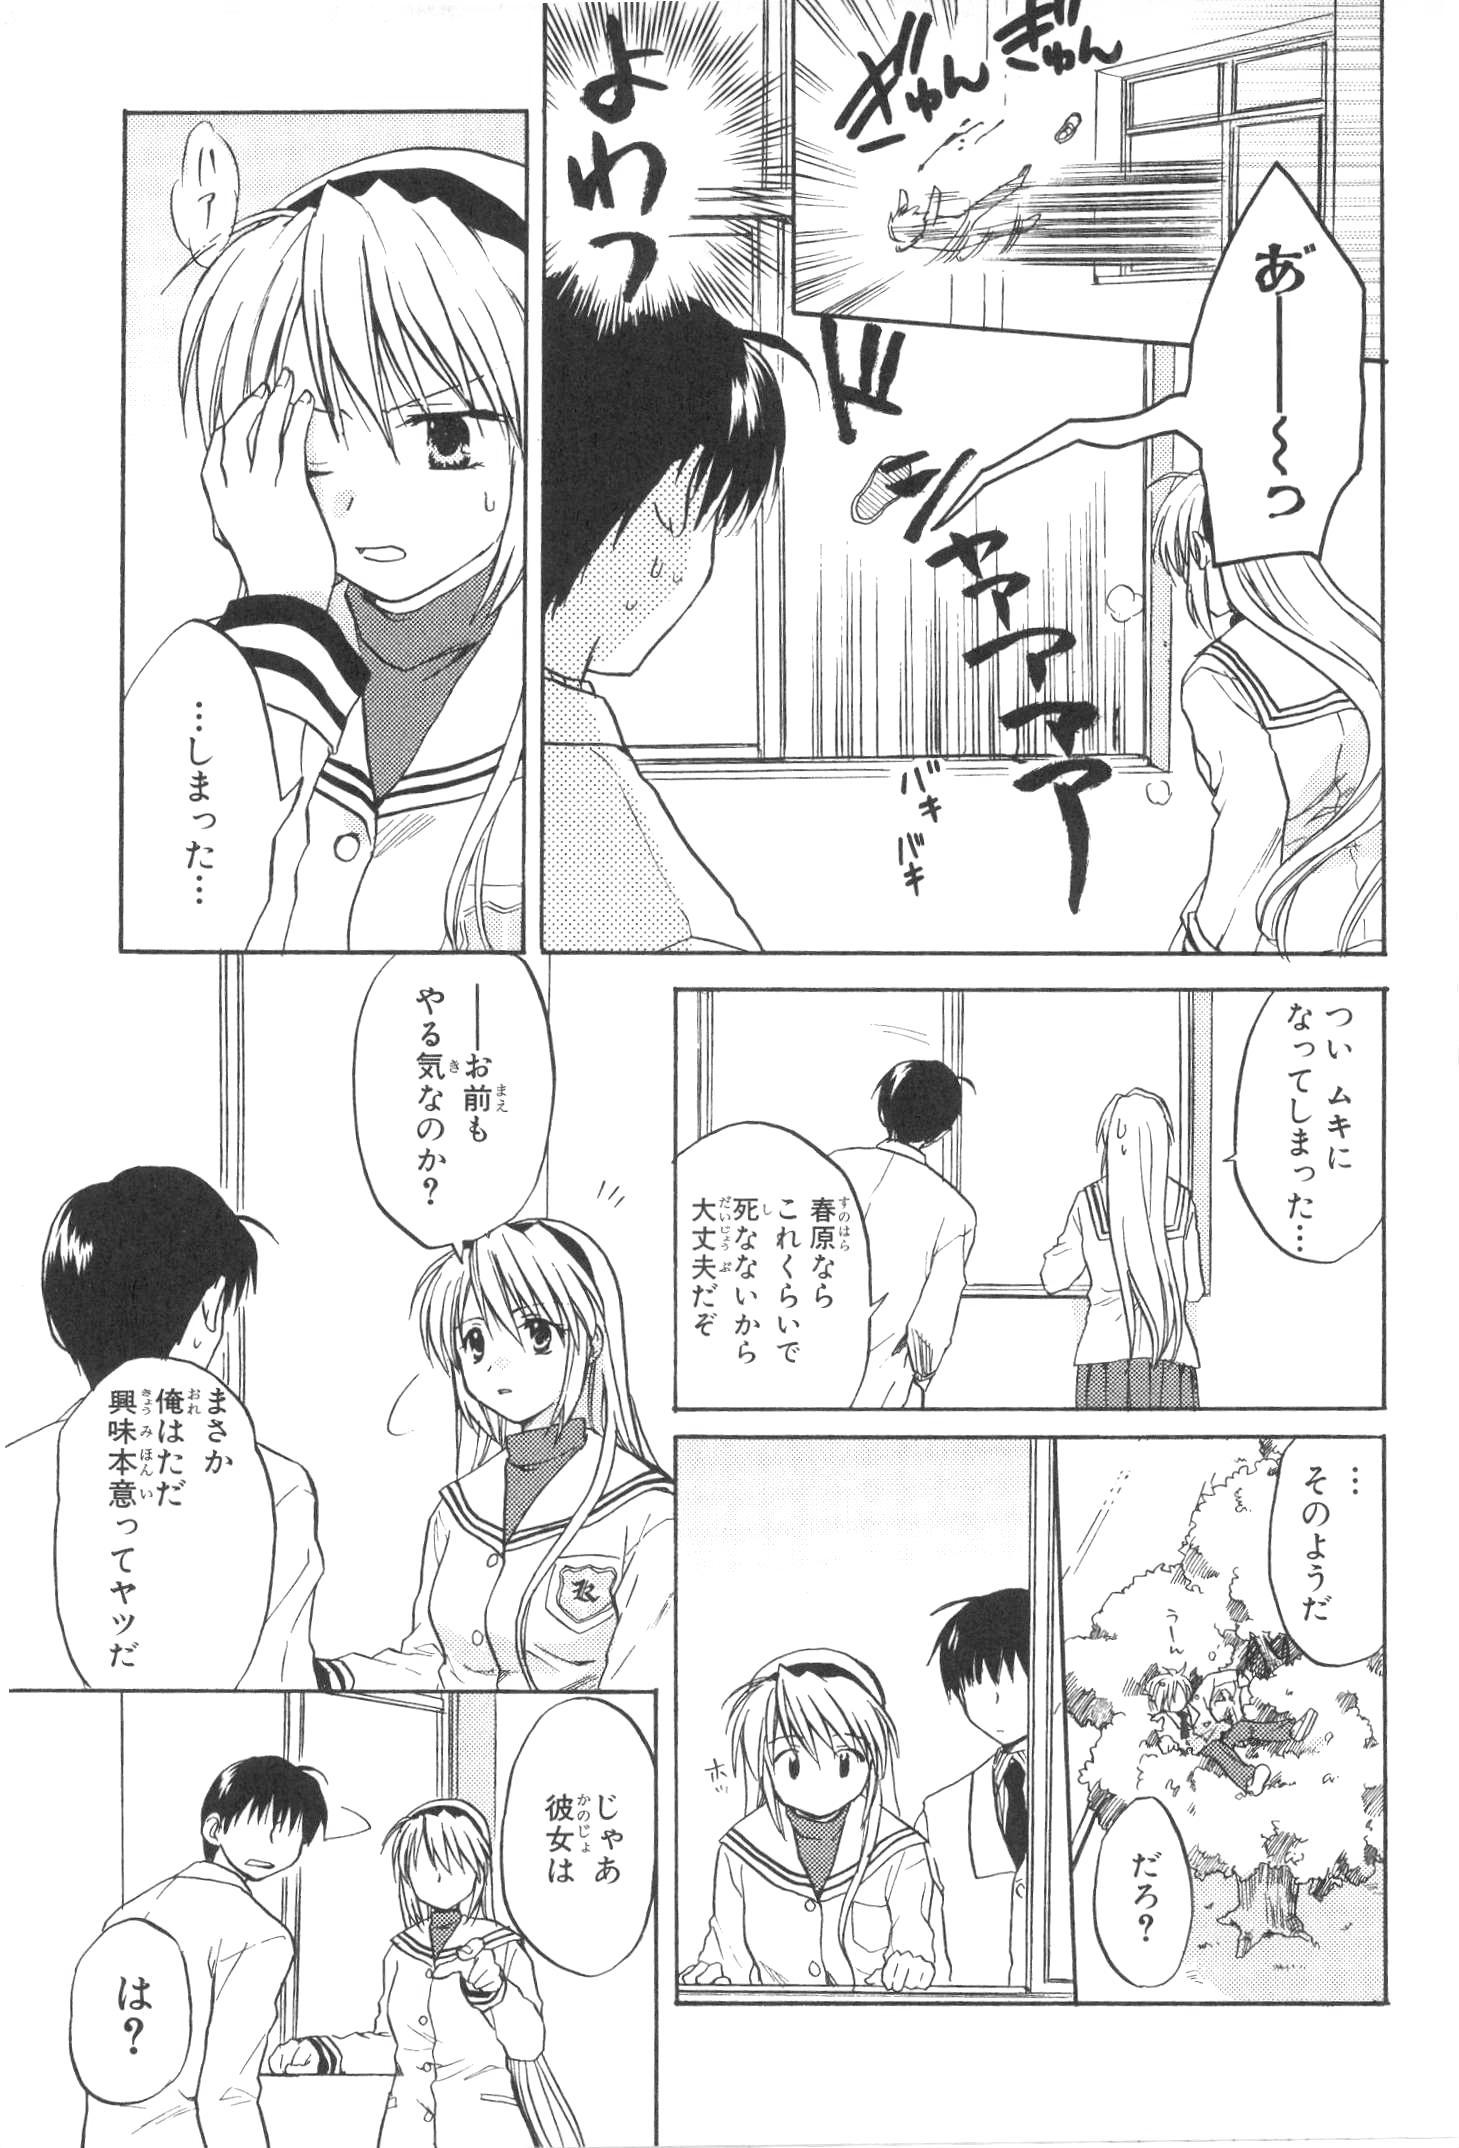 ぎゅん
ぎゅん
あ゛ー～っ
ドシャアアアア
バキ
バキ
よわっ
リア
…しまった…
つい ムキに
なってしまった…
春原なら
これくらいで
死なないから
大丈夫だぞ
…
そのようだ
うーん
だろ？
ホッ
―お前も
やる気なのか？
まさか
俺はただ
興味本意ってヤツだ
じゃあ
彼女は
は？